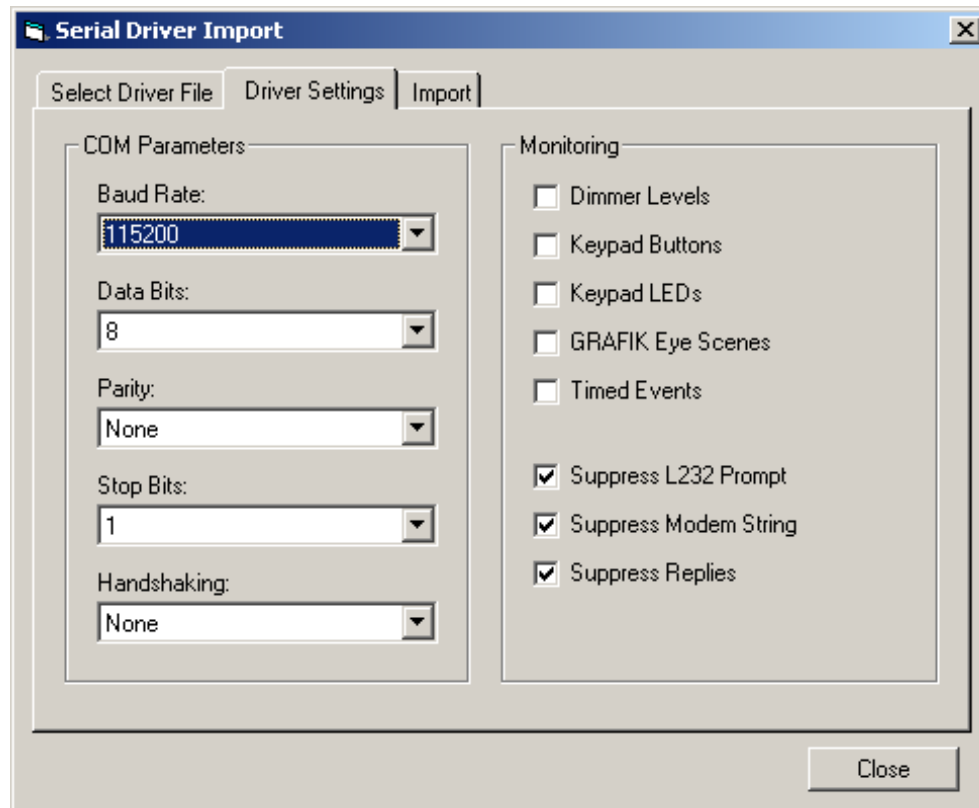 Serial Driver Import
Select Driver File
Driver Settings
Import
COM Parameters
Baud Rate:
115200
Data Bits:
8
Parity:
None
Stop Bits:
1
Handshaking:
None
Monitoring
Dimmer Levels
Keypad Buttons
Keypad LEDs
GRAFIK Eye Scenes
Timed Events
Suppress L232 Prompt
Suppress Modem String
Suppress Replies
Close